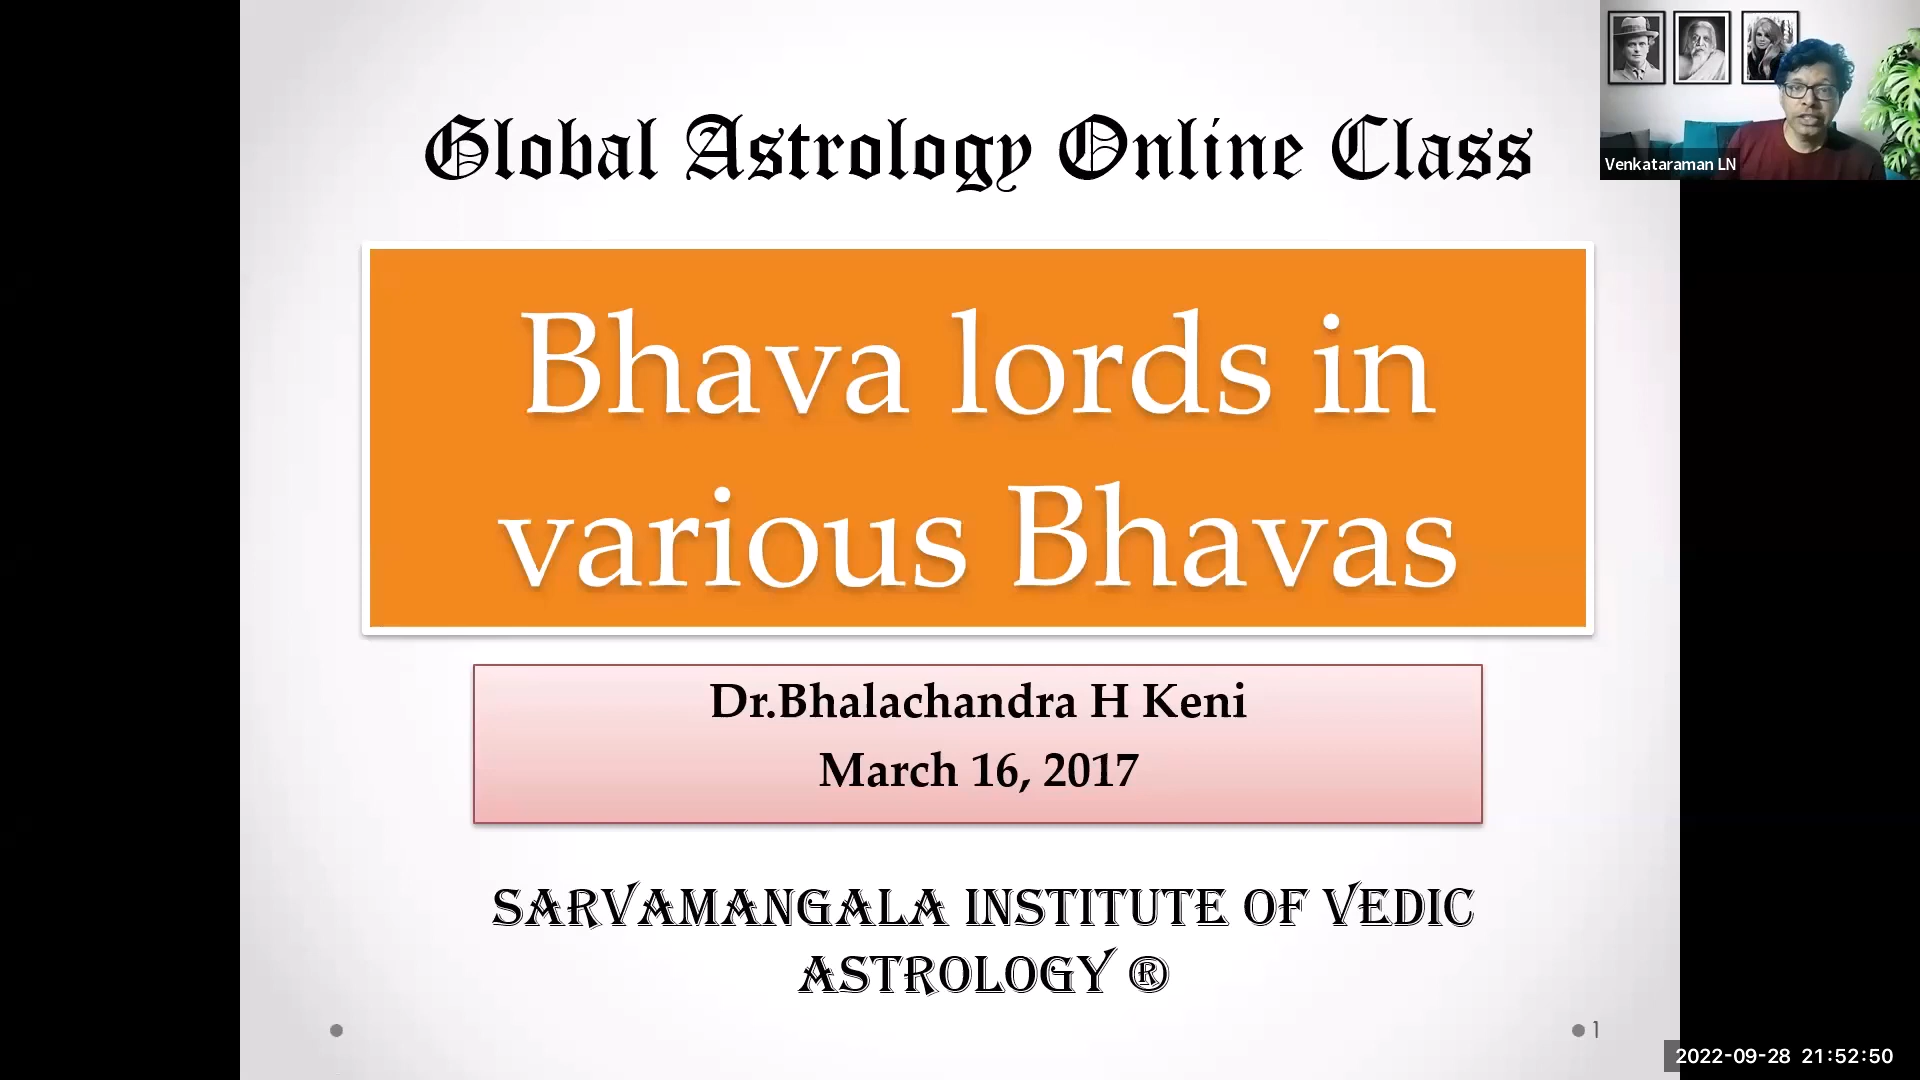 Global Astrology Online Class
Venkataraman LN
Bhava lords in
various Bhavas
Dr.Bhalachandra H Keni
March 16, 2017
SARVAMANGALA INSTITUTE OF VEDIC
ASTROLOGY ®
1
2022-09-28 21:52:50